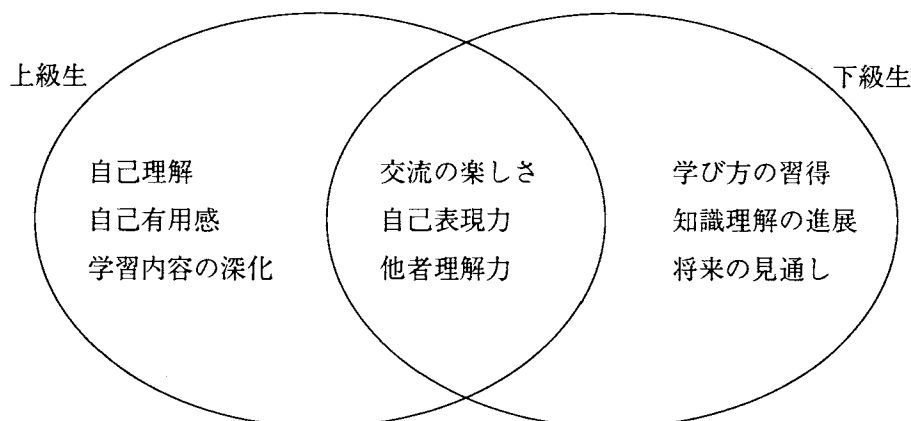 上級生
下級生
自己理解
自己有用感
学習内容の深化
交流の楽しさ
自己表現力
他者理解力
学び方の習得
知識理解の進展
将来の見通し